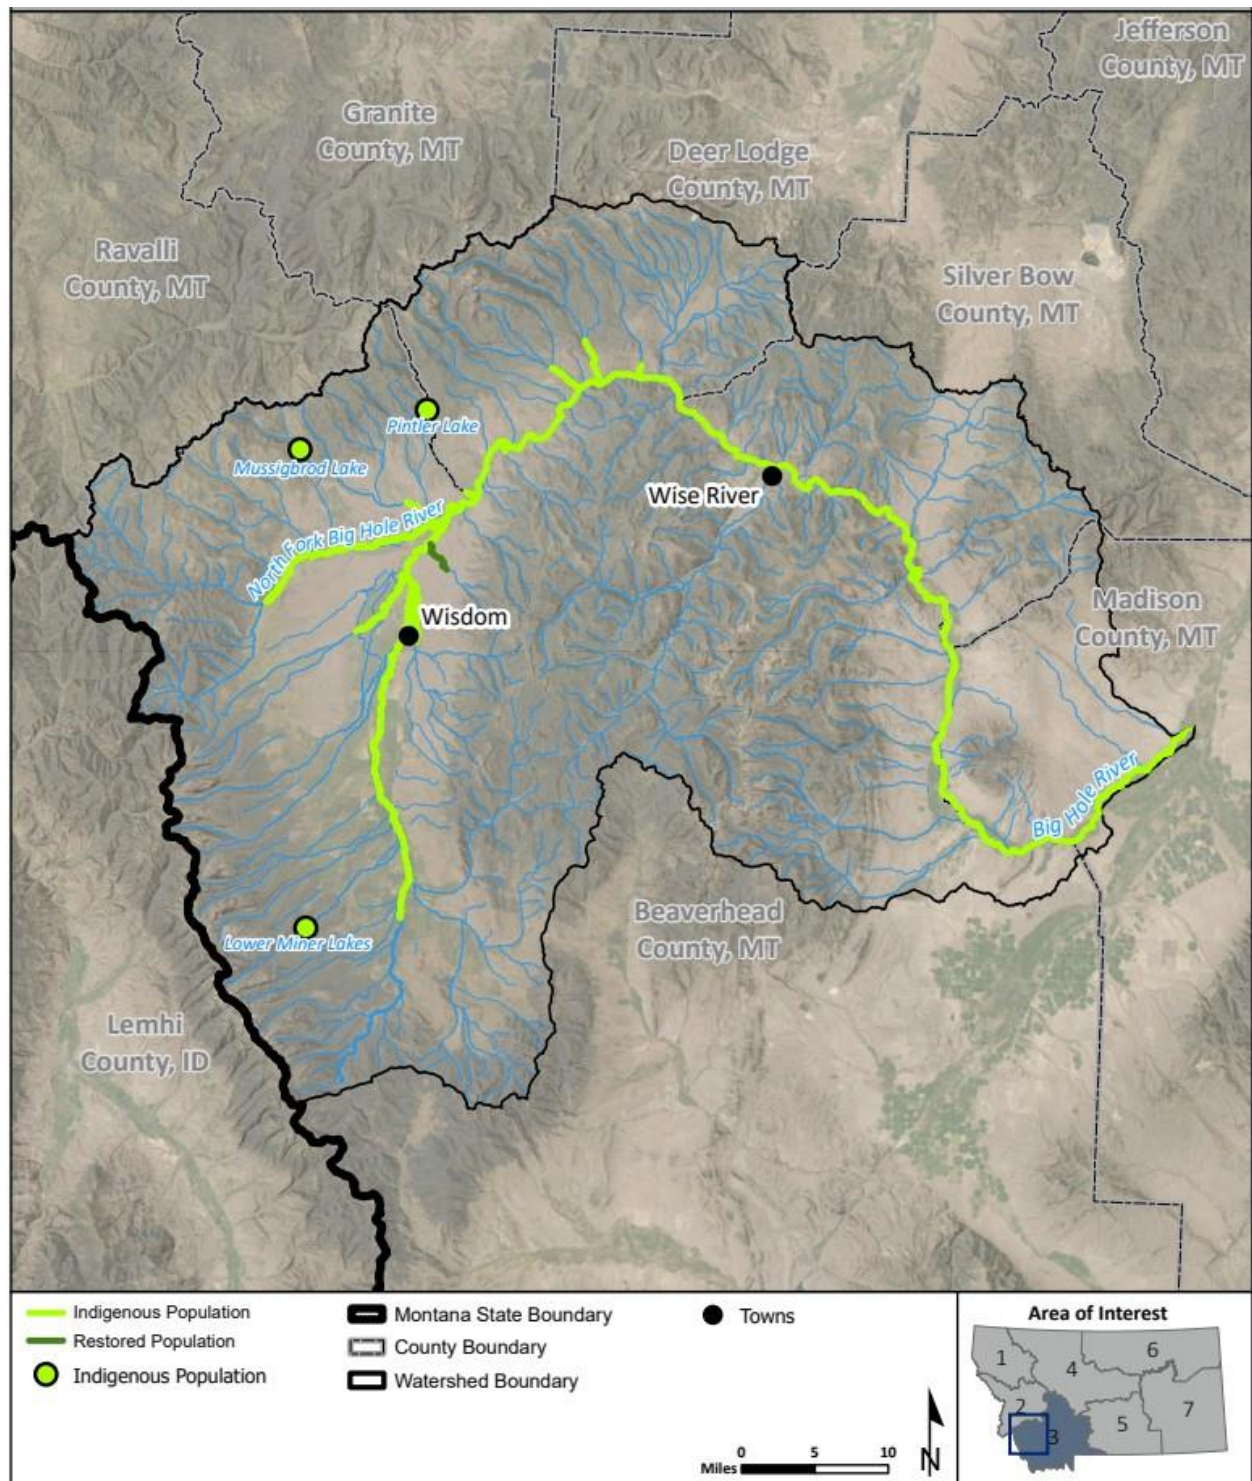 Jefferson
County, MT
Granite
County, MT
Deer Lodge
County, MT
Ravalli
County, MT
Silver Bow
County, MT
Pintler Lake
Mussigbrod Lake
Wise River
North Fork Big Hole River
Wisdom
Madison
County, MT
Big Hole River
Beaverhead
County, MT
Lower Miner Lakes
Lemhi
County, ID
Indigenous Population
Restored Population
Indigenous Population
Montana State Boundary
County Boundary
Watershed Boundary
Towns
Miles
0 5 10
N
Area of Interest
1
2
3
4
5
6
7